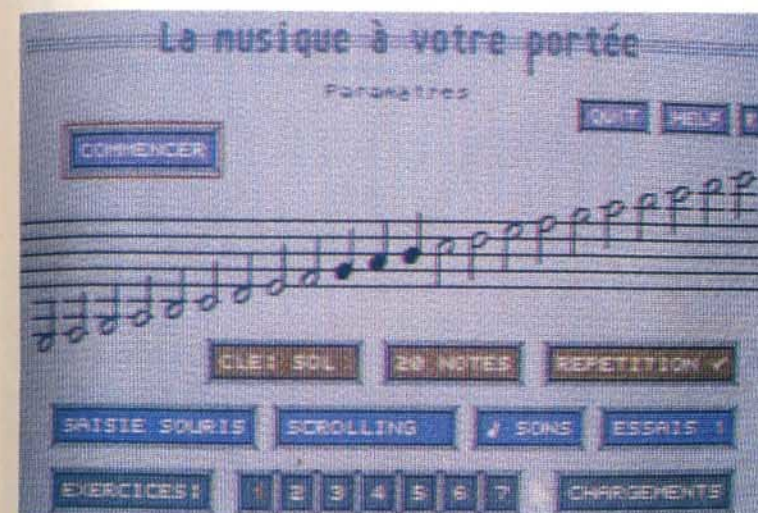 La musique à votre portée
Paramètres
QUIT HELP
COMMENCER
CLE: SOL 20 NOTES REPETITION ✓
SAISIE SOURIS SCROLLING ♪ SONS ESSAIS 1
EXERCICES: 1 2 3 4 5 6 7 CHARGEMENTS